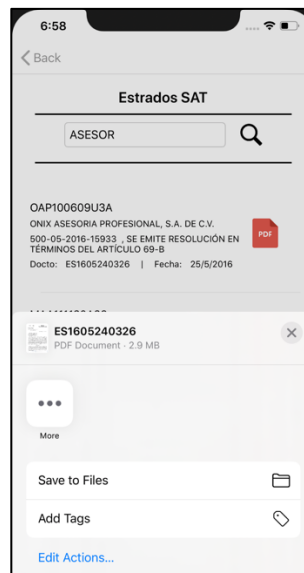 6:58
Back
Estrados SAT
ASESOR
OAP100609U3A
ONIX ASESORIA PROFESIONAL, S.A. DE C.V.
500-05-2016-15933 , SE EMITE RESOLUCIÓN EN
TÉRMINOS DEL ARTÍCULO 69-B
PDF
Docto: ES1605240326 | Fecha: 25/5/2016
ES1605240326
PDF Document · 2.9 MB
More
Save to Files
Add Tags
Edit Actions...